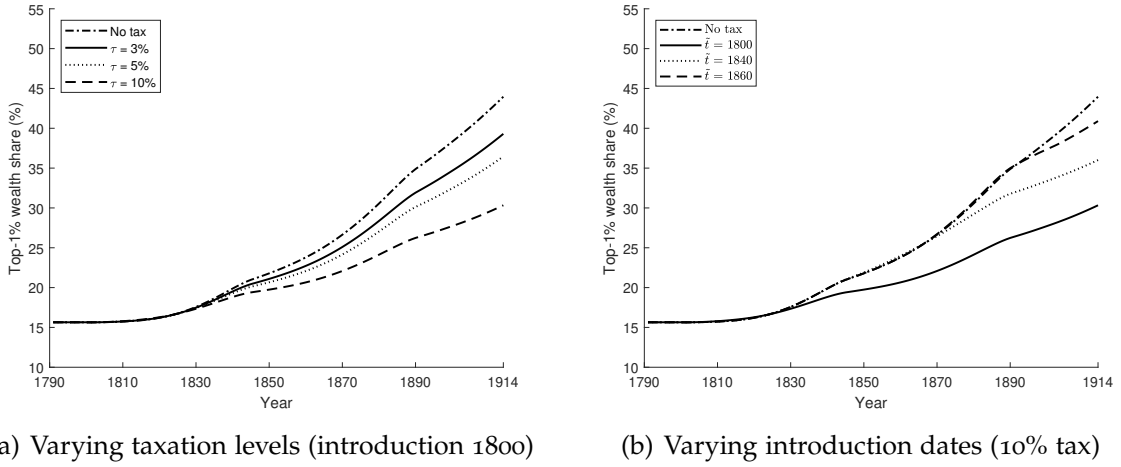 55
50
45
40
35
30
25
20
15
10
Top-1% wealth share (%)
No tax
τ = 3%
τ = 5%
τ = 10%
1790 1810 1830 1850 1870 1890 1914
Year
a) Varying taxation levels (introduction 1800)
55
50
45
40
35
30
25
20
15
10
Top-1% wealth share (%)
No tax
t̃ = 1800
t̃ = 1840
t̃ = 1860
1790 1810 1830 1850 1870 1890 1914
Year
(b) Varying introduction dates (10% tax)